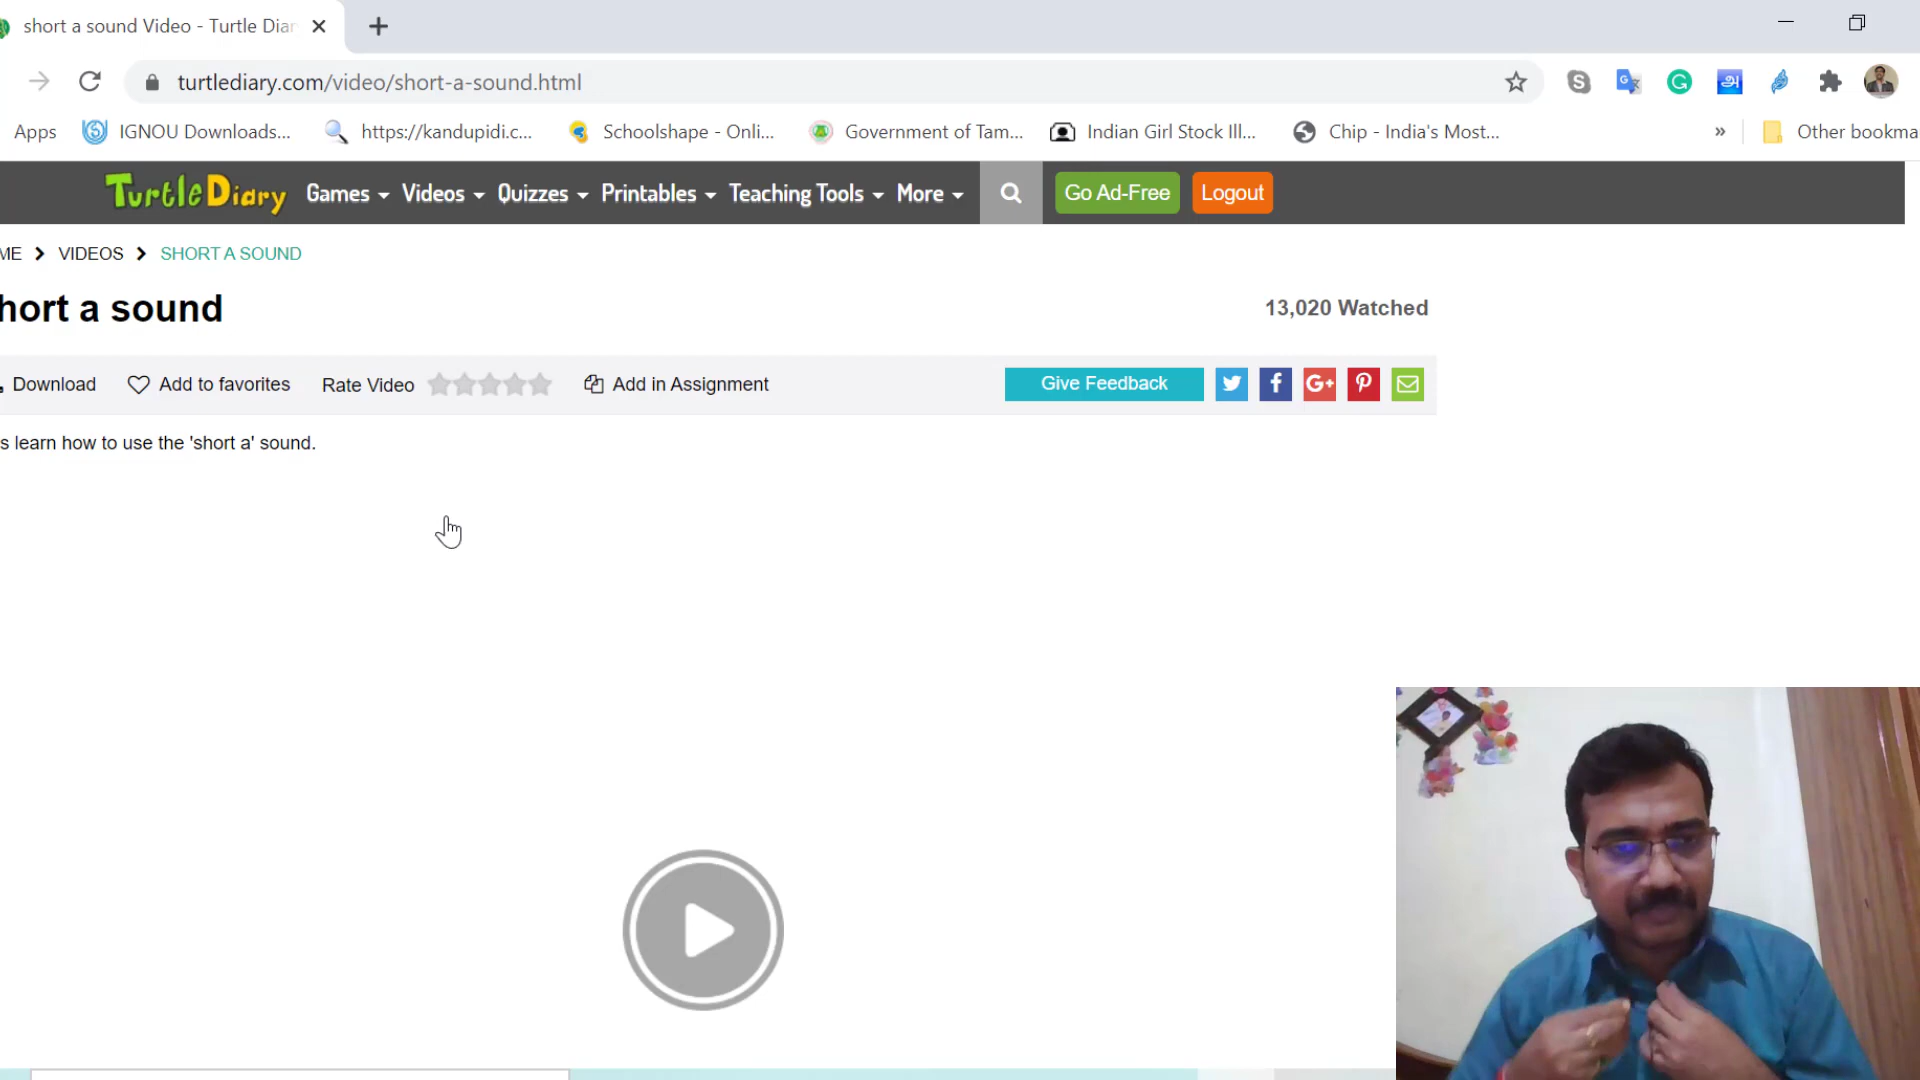 short a sound Video - Turtle Diar
turtlediary.com/video/short-a-sound.html
Apps IGNOU Downloads... https://kandupidi.c... Schoolshape - Onli... Government of Tam... Indian Girl Stock Ill... Chip - India's Most... » Other bookma
TurtleDiary Games Videos Quizzes Printables Teaching Tools More Go Ad-Free Logout
ME VIDEOS SHORT A SOUND
hort a sound
13,020 Watched
Download Add to favorites Rate Video Add in Assignment Give Feedback
s learn how to use the 'short a' sound.